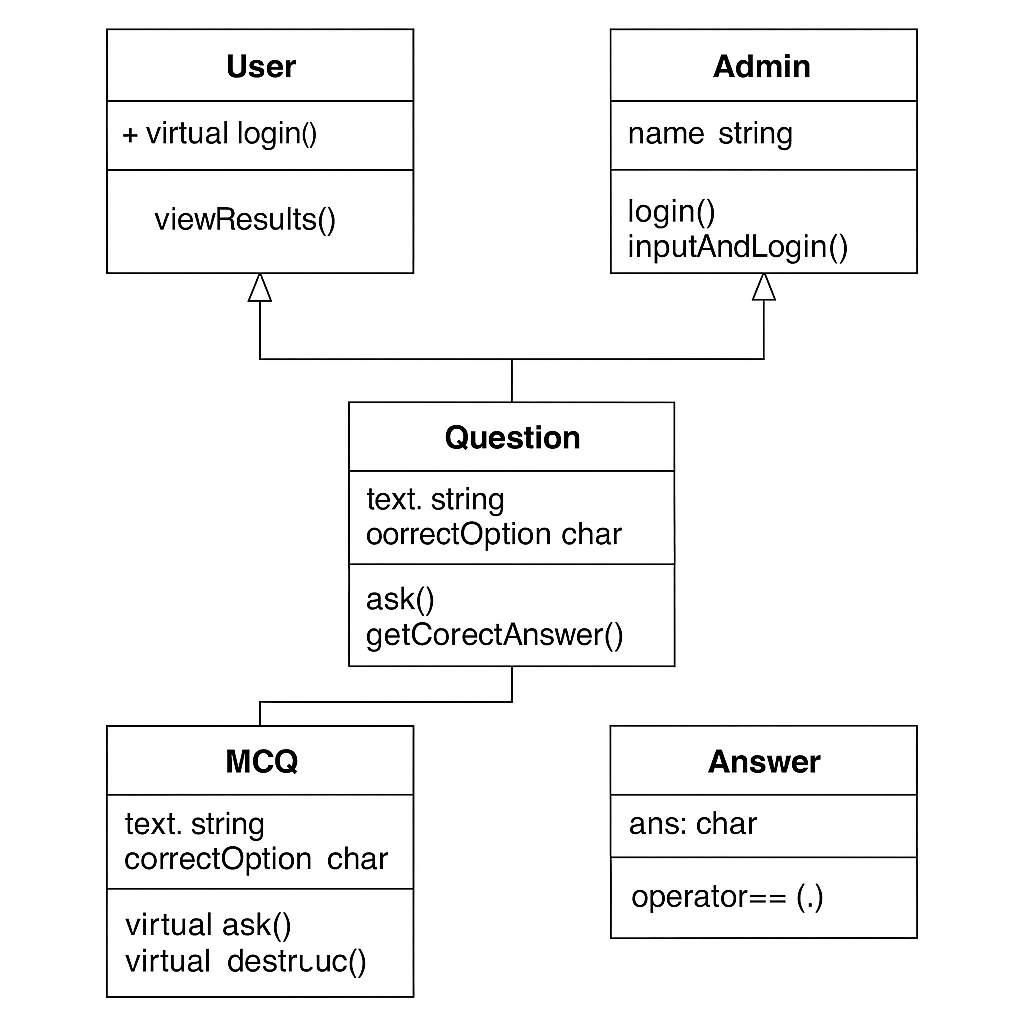 User
+ virtual login()
viewResults()
Admin
name string
login()
inputAndLogin()
Question
text. string
oorrectOption char
ask()
getCorectAnswer()
MCQ
text. string
correctOption char
virtual ask()
virtual
Answer
ans: char
operator== (.)